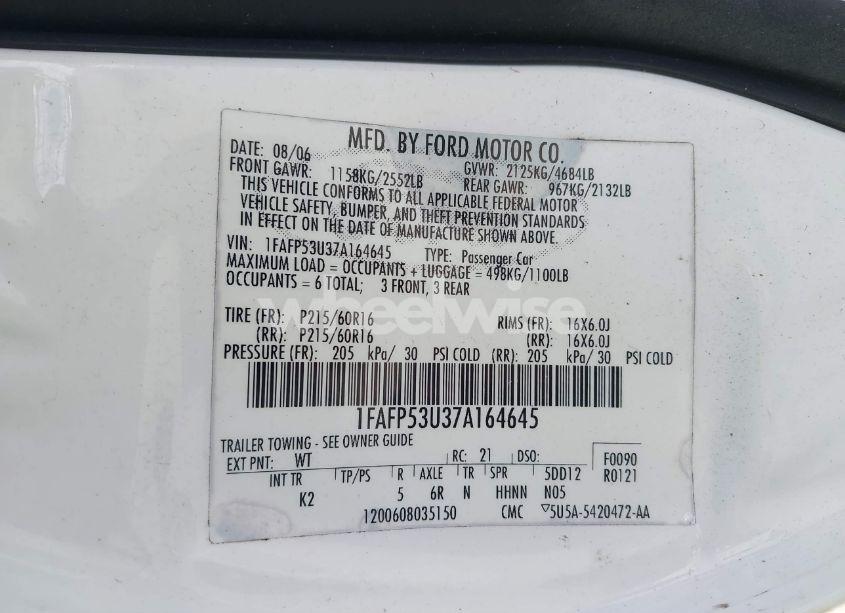 MFD. BY FORD MOTOR CO.
DATE: 08/06 GVWR: 2125KG/4684LB
FRONT GAWR: 1158KG/2552LB REAR GAWR: 967KG/2132LB
THIS VEHICLE CONFORMS TO ALL APPLICABLE FEDERAL MOTOR
VEHICLE SAFETY, BUMPER, AND THEFT PREVENTION STANDARDS
IN EFFECT ON THE DATE OF MANUFACTURE SHOWN ABOVE.
VIN: 1FAFP53U37A164645 TYPE: Passenger Car
MAXIMUM LOAD = OCCUPANTS + LUGGAGE = 498KG/1100LB
OCCUPANTS = 6 TOTAL; 3 FRONT, 3 REAR
wheelwise
TIRE (FR): P215/60R16 RIMS (FR): 16X6.0J
(RR): P215/60R16 (RR): 16X6.0J
PRESSURE (FR): 205 kPa/ 30 PSI COLD (RR): 205 kPa/ 30 PSI COLD
1FAFP53U37A164645
TRAILER TOWING - SEE OWNER GUIDE
EXT PNT: WT RC: 21 DSO: F0090
INT TR TP/PS R AXLE TR SPR 5DD12 R0121
K2 5 6R N HHNN N05
1200608035150 CMC ▽5U5A-5420472-AA